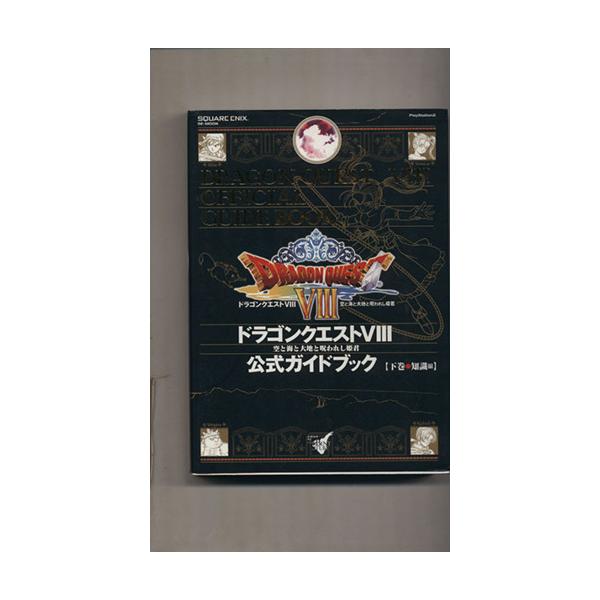 SQUARE ENIX.
SE-MOOK
PlayStation2
DRAGON QUEST VIII
OFFICIAL
GUIDE BOOK
DRAGON QUEST
VIII
ドラゴンクエストVIII
空と海と大地と呪われし姫君
ドラゴンクエストVIII
空と海と大地と呪われし姫君
公式ガイドブック
【下巻●知識編】